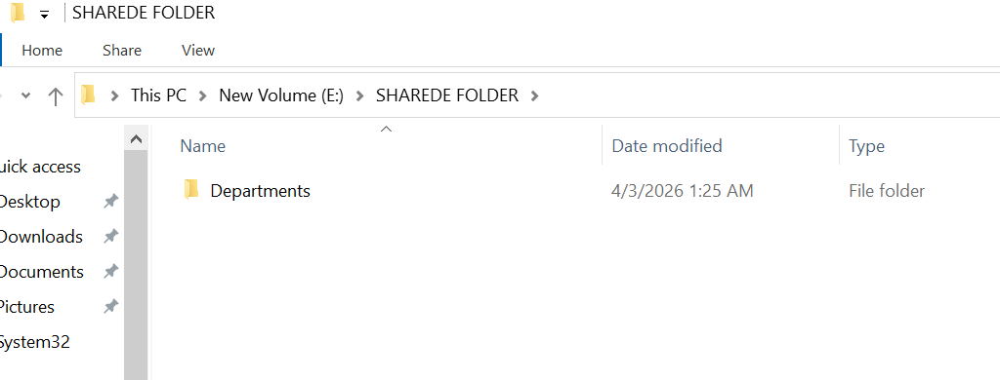 SHAREDE FOLDER
Home Share View
This PC New Volume (E:) SHAREDE FOLDER
Name Date modified Type
uick access
Departments 4/3/2026 1:25 AM File folder
Desktop
Downloads
Documents
Pictures
System32